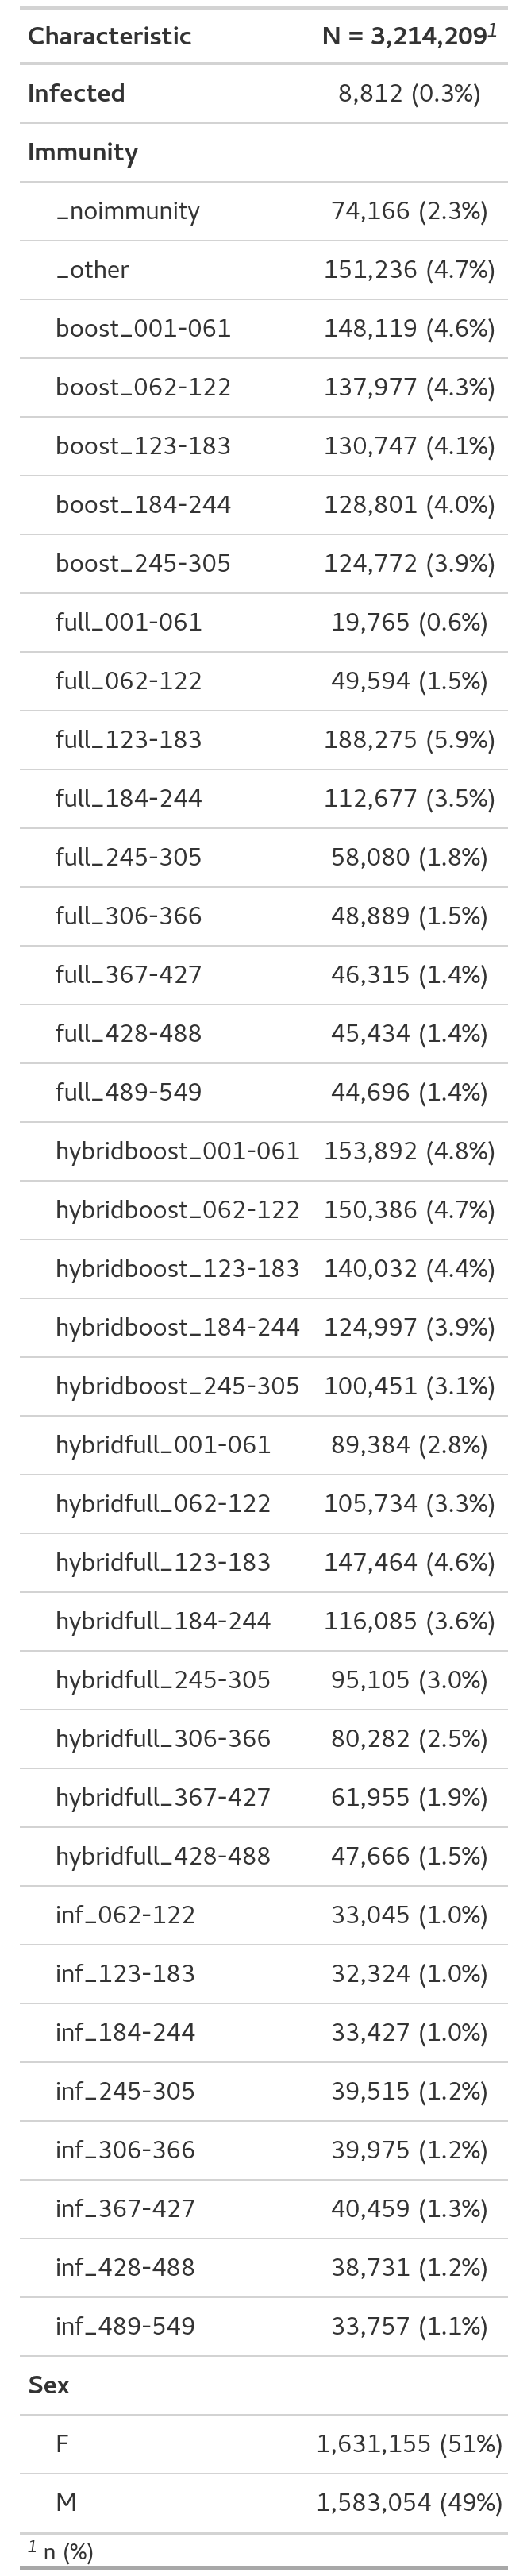 Characteristic N = 3,214,209¹
Infected 8,812 (0.3%)
Immunity
_noimmunity 74,166 (2.3%)
_other 151,236 (4.7%)
boost_001-061 148,119 (4.6%)
boost_062-122 137,977 (4.3%)
boost_123-183 130,747 (4.1%)
boost_184-244 128,801 (4.0%)
boost_245-305 124,772 (3.9%)
full_001-061 19,765 (0.6%)
full_062-122 49,594 (1.5%)
full_123-183 188,275 (5.9%)
full_184-244 112,677 (3.5%)
full_245-305 58,080 (1.8%)
full_306-366 48,889 (1.5%)
full_367-427 46,315 (1.4%)
full_428-488 45,434 (1.4%)
full_489-549 44,696 (1.4%)
hybridboost_001-061 153,892 (4.8%)
hybridboost_062-122 150,386 (4.7%)
hybridboost_123-183 140,032 (4.4%)
hybridboost_184-244 124,997 (3.9%)
hybridboost_245-305 100,451 (3.1%)
hybridfull_001-061 89,384 (2.8%)
hybridfull_062-122 105,734 (3.3%)
hybridfull_123-183 147,464 (4.6%)
hybridfull_184-244 116,085 (3.6%)
hybridfull_245-305 95,105 (3.0%)
hybridfull_306-366 80,282 (2.5%)
hybridfull_367-427 61,955 (1.9%)
hybridfull_428-488 47,666 (1.5%)
inf_062-122 33,045 (1.0%)
inf_123-183 32,324 (1.0%)
inf_184-244 33,427 (1.0%)
inf_245-305 39,515 (1.2%)
inf_306-366 39,975 (1.2%)
inf_367-427 40,459 (1.3%)
inf_428-488 38,731 (1.2%)
inf_489-549 33,757 (1.1%)
Sex
F 1,631,155 (51%)
M 1,583,054 (49%)
¹ n (%)